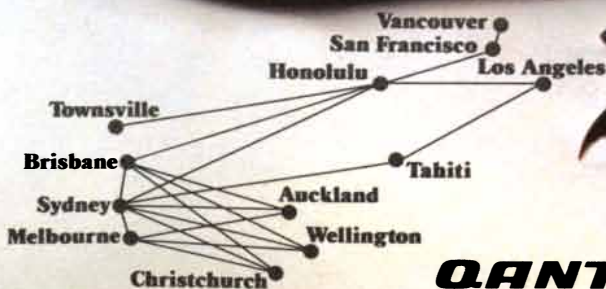 Vancouver
San Francisco
Honolulu
Los Angeles
Townsville
Brisbane
Tahiti
Sydney
Auckland
Melbourne
Wellington
Christchurch
QANT